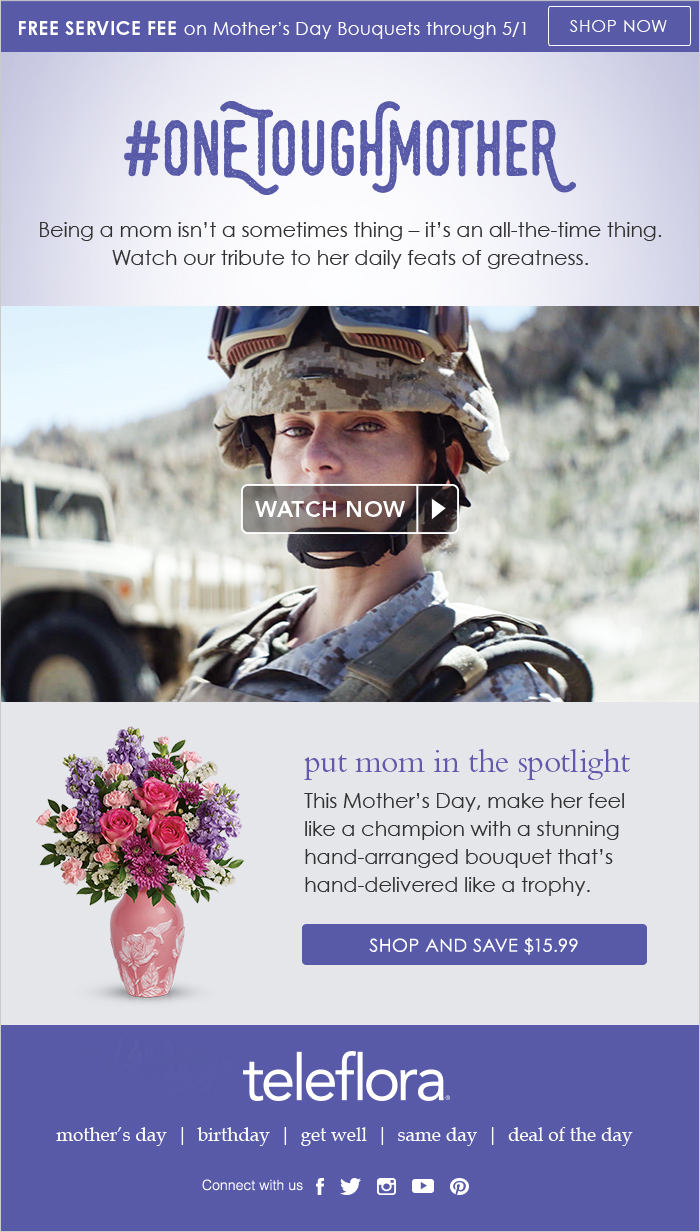 FREE SERVICE FEE on Mother's Day Bouquets through 5/1
SHOP NOW
#ONETOUGHMOTHER
Being a mom isn't a sometimes thing – it's an all-the-time thing.
Watch our tribute to her daily feats of greatness.
WATCH NOW
put mom in the spotlight
This Mother's Day, make her feel
like a champion with a stunning
hand-arranged bouquet that's
hand-delivered like a trophy.
SHOP AND SAVE $15.99
teleflora®
mother's day | birthday | get well | same day | deal of the day
Connect with us